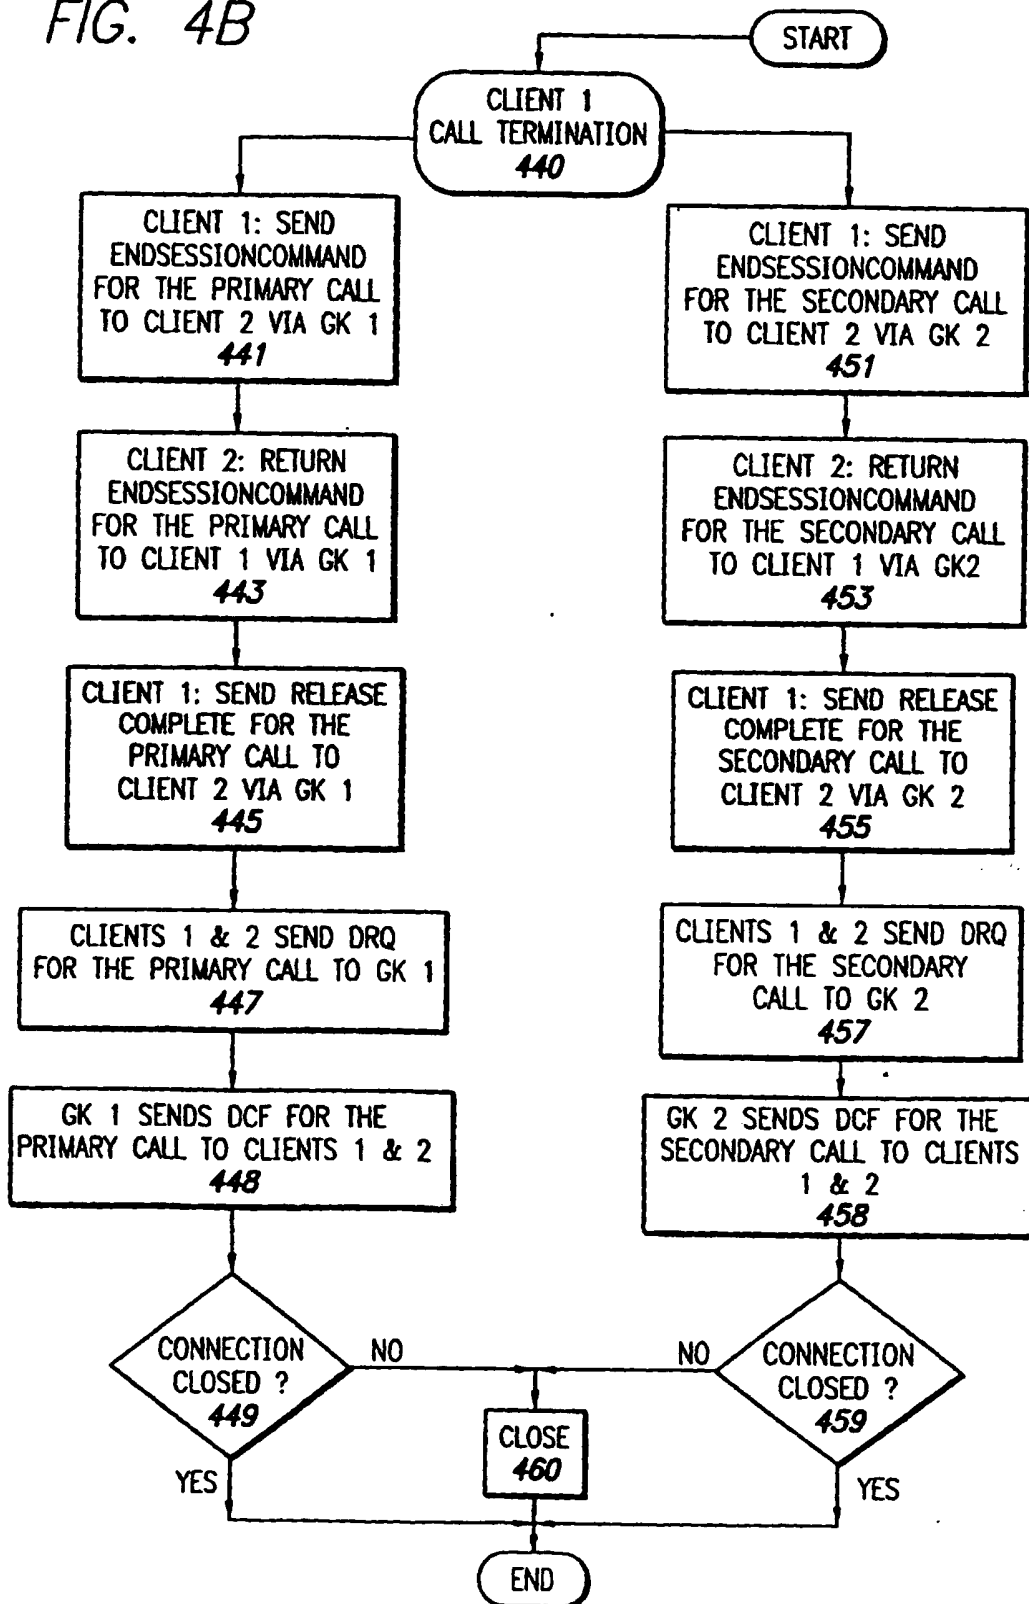 FIG. 4B
START
CLIENT 1
CALL TERMINATION
440
CLIENT 1: SEND
ENDSESSIONCOMMAND
FOR THE PRIMARY CALL
TO CLIENT 2 VIA GK 1
441
CLIENT 2: RETURN
ENDSESSIONCOMMAND
FOR THE PRIMARY CALL
TO CLIENT 1 VIA GK 1
443
CLIENT 1: SEND RELEASE
COMPLETE FOR THE
PRIMARY CALL TO
CLIENT 2 VIA GK 1
445
CLIENTS 1 & 2 SEND DRQ
FOR THE PRIMARY CALL TO GK 1
447
GK 1 SENDS DCF FOR THE
PRIMARY CALL TO CLIENTS 1 & 2
448
CONNECTION
CLOSED ?
449
NO
YES
CLIENT 1: SEND
ENDSESSIONCOMMAND
FOR THE SECONDARY CALL
TO CLIENT 2 VIA GK 2
451
CLIENT 2: RETURN
ENDSESSIONCOMMAND
FOR THE SECONDARY CALL
TO CLIENT 1 VIA GK2
453
CLIENT 1: SEND RELEASE
COMPLETE FOR THE
SECONDARY CALL TO
CLIENT 2 VIA GK 2
455
CLIENTS 1 & 2 SEND DRQ
FOR THE SECONDARY
CALL TO GK 2
457
GK 2 SENDS DCF FOR THE
SECONDARY CALL TO CLIENTS
1 & 2
458
CONNECTION
CLOSED ?
459
NO
YES
CLOSE
460
END